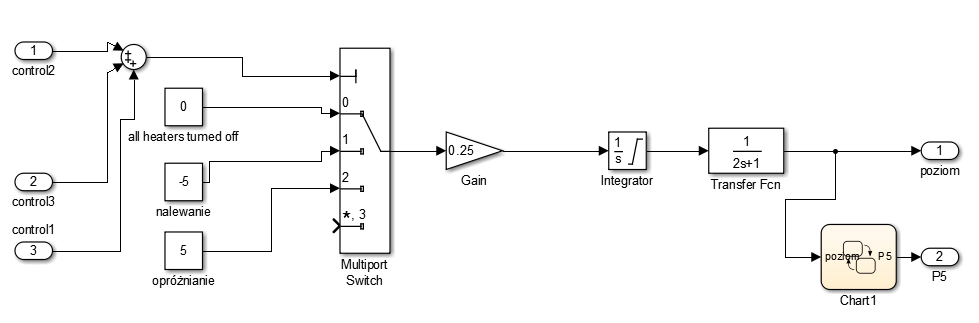 1
control2
2
control3
control1
3
+
+
+
0
all heaters turned off
-5
nalewanie
5
opróżnianie
0
1
2
*, 3
Multiport
Switch
0.25
Gain
1
s
Integrator
1
2s+1
Transfer Fcn
1
poziom
poziom
P5
Chart1
2
P5